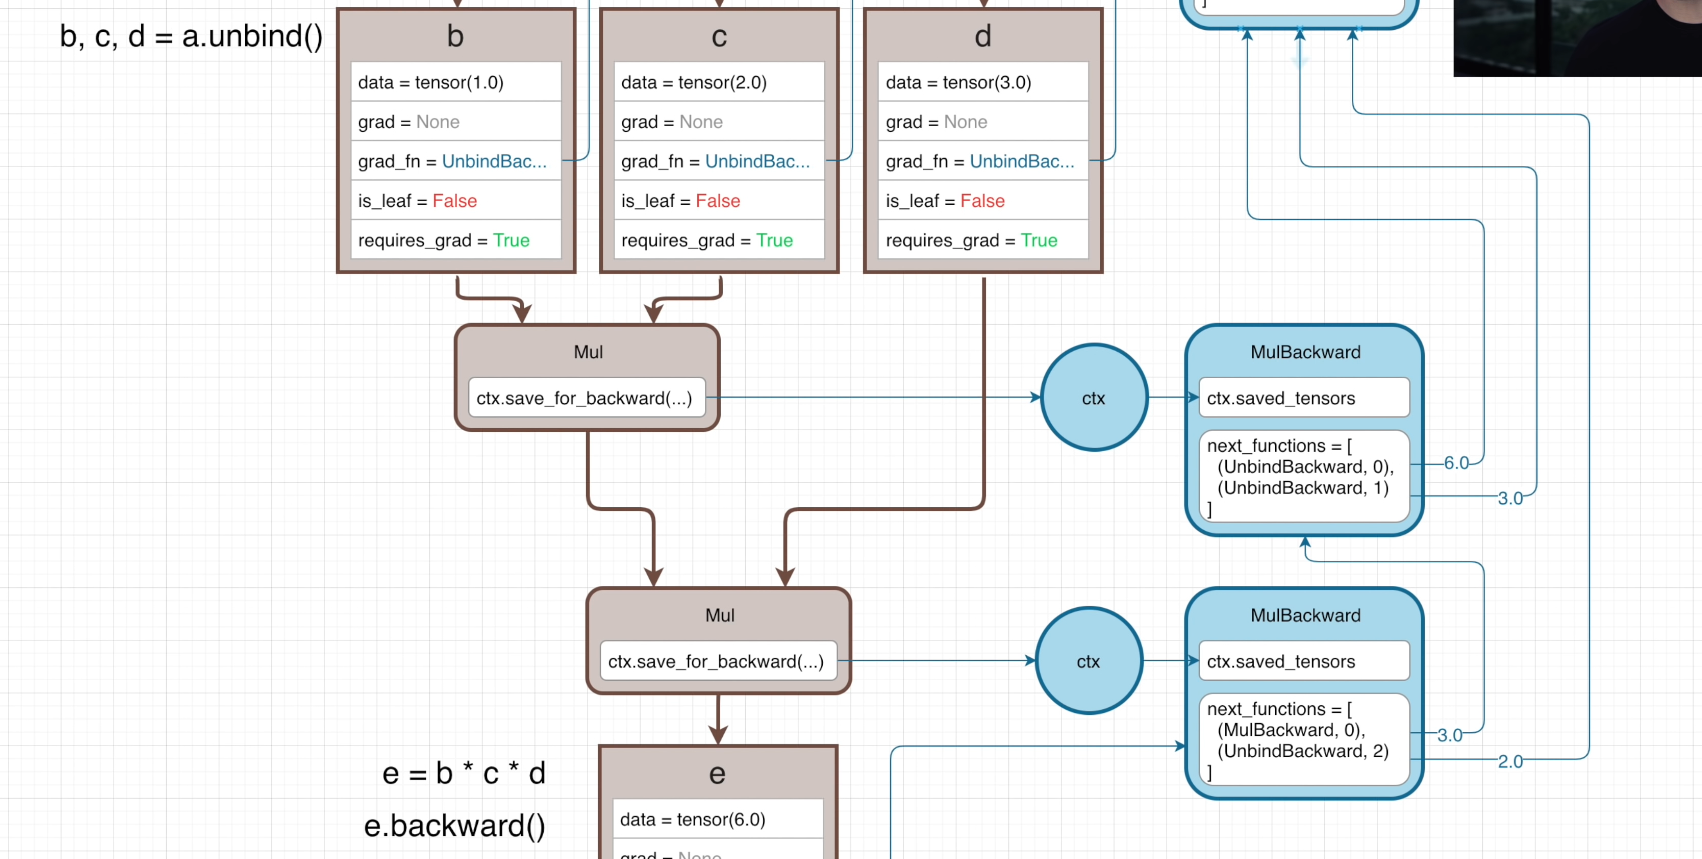 b, c, d = a.unbind()
b
data = tensor(1.0)
grad = None
grad_fn = UnbindBac...
is_leaf = False
requires_grad = True
c
data = tensor(2.0)
grad = None
grad_fn = UnbindBac...
is_leaf = False
requires_grad = True
d
data = tensor(3.0)
grad = None
grad_fn = UnbindBac...
is_leaf = False
requires_grad = True
]
Mul
ctx.save_for_backward(...)
ctx
MulBackward
ctx.saved_tensors
next_functions = [
(UnbindBackward, 0),
(UnbindBackward, 1)
]
6.0
3.0
Mul
ctx.save_for_backward(...)
ctx
MulBackward
ctx.saved_tensors
next_functions = [
(MulBackward, 0),
(UnbindBackward, 2)
]
3.0
2.0
e = b * c * d
e.backward()
e
data = tensor(6.0)
grad = None